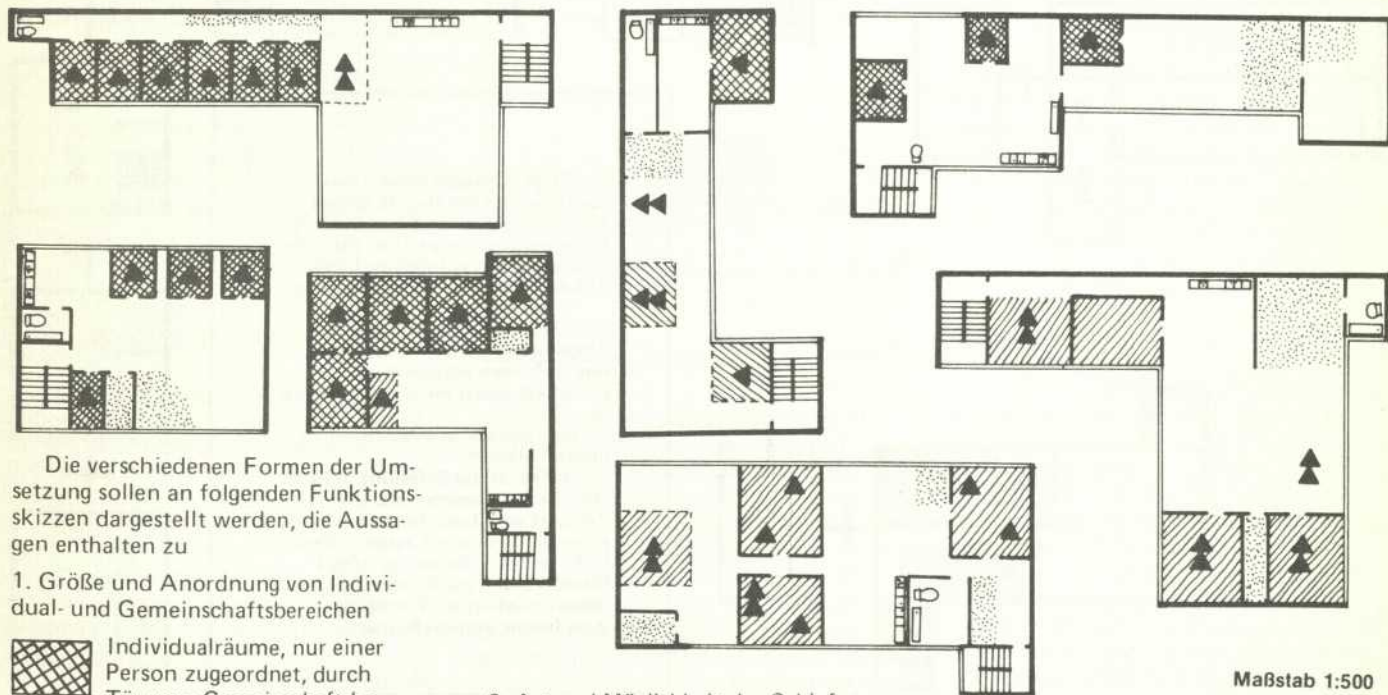 Die verschiedenen Formen der Um-
setzung sollen an folgenden Funktions-
skizzen dargestellt werden, die Aussa-
gen enthalten zu
1. Größe und Anordnung von Indivi-
dual- und Gemeinschaftsbereichen
Individualräume, nur einer
Person zugeordnet, durch
Maßstab 1:500